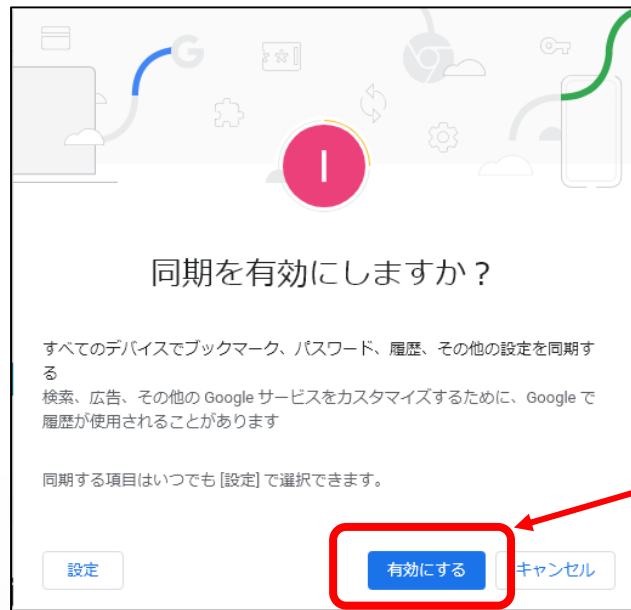 I
同期を有効にしますか？
すべてのデバイスでブックマーク、パスワード、履歴、その他の設定を同期す
る
検索、広告、その他の Google サービスをカスタマイズするために、Google で
履歴が使用されることがあります
同期する項目はいつでも [設定] で選択できます。
設定
有効にする
キャンセル